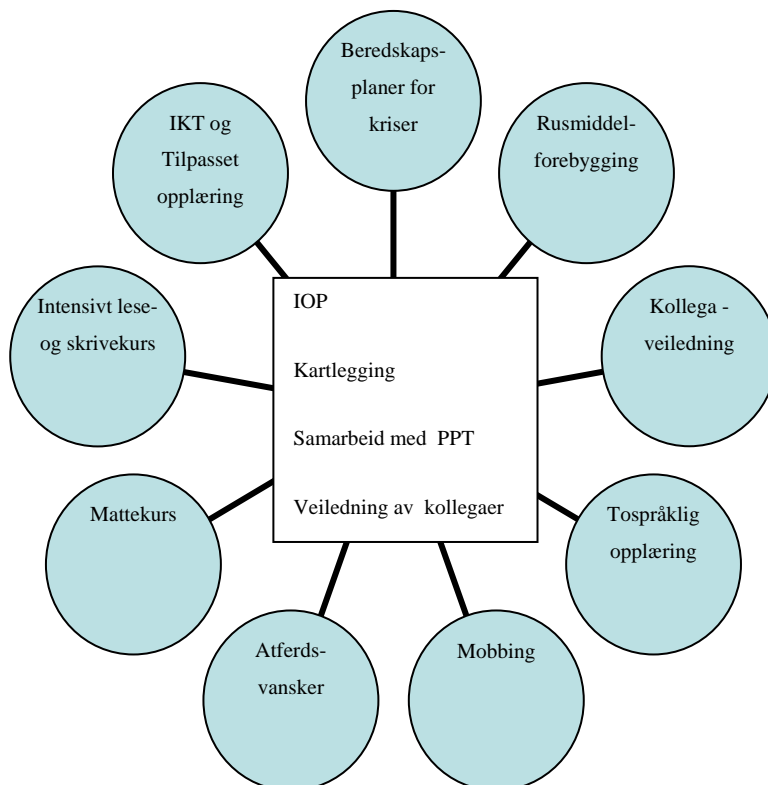 Beredskaps-
planer for
kriser
IKT og
Tilpasset
opplæring
Rusmiddel-
forebygging
Intensivt lese-
og skrivekurs
IOP
Kartlegging
Samarbeid med PPT
Veiledning av kollegaer
Kollega -
veiledning
Mattekurs
Tospråklig
opplæring
Atferds-
vansker
Mobbing